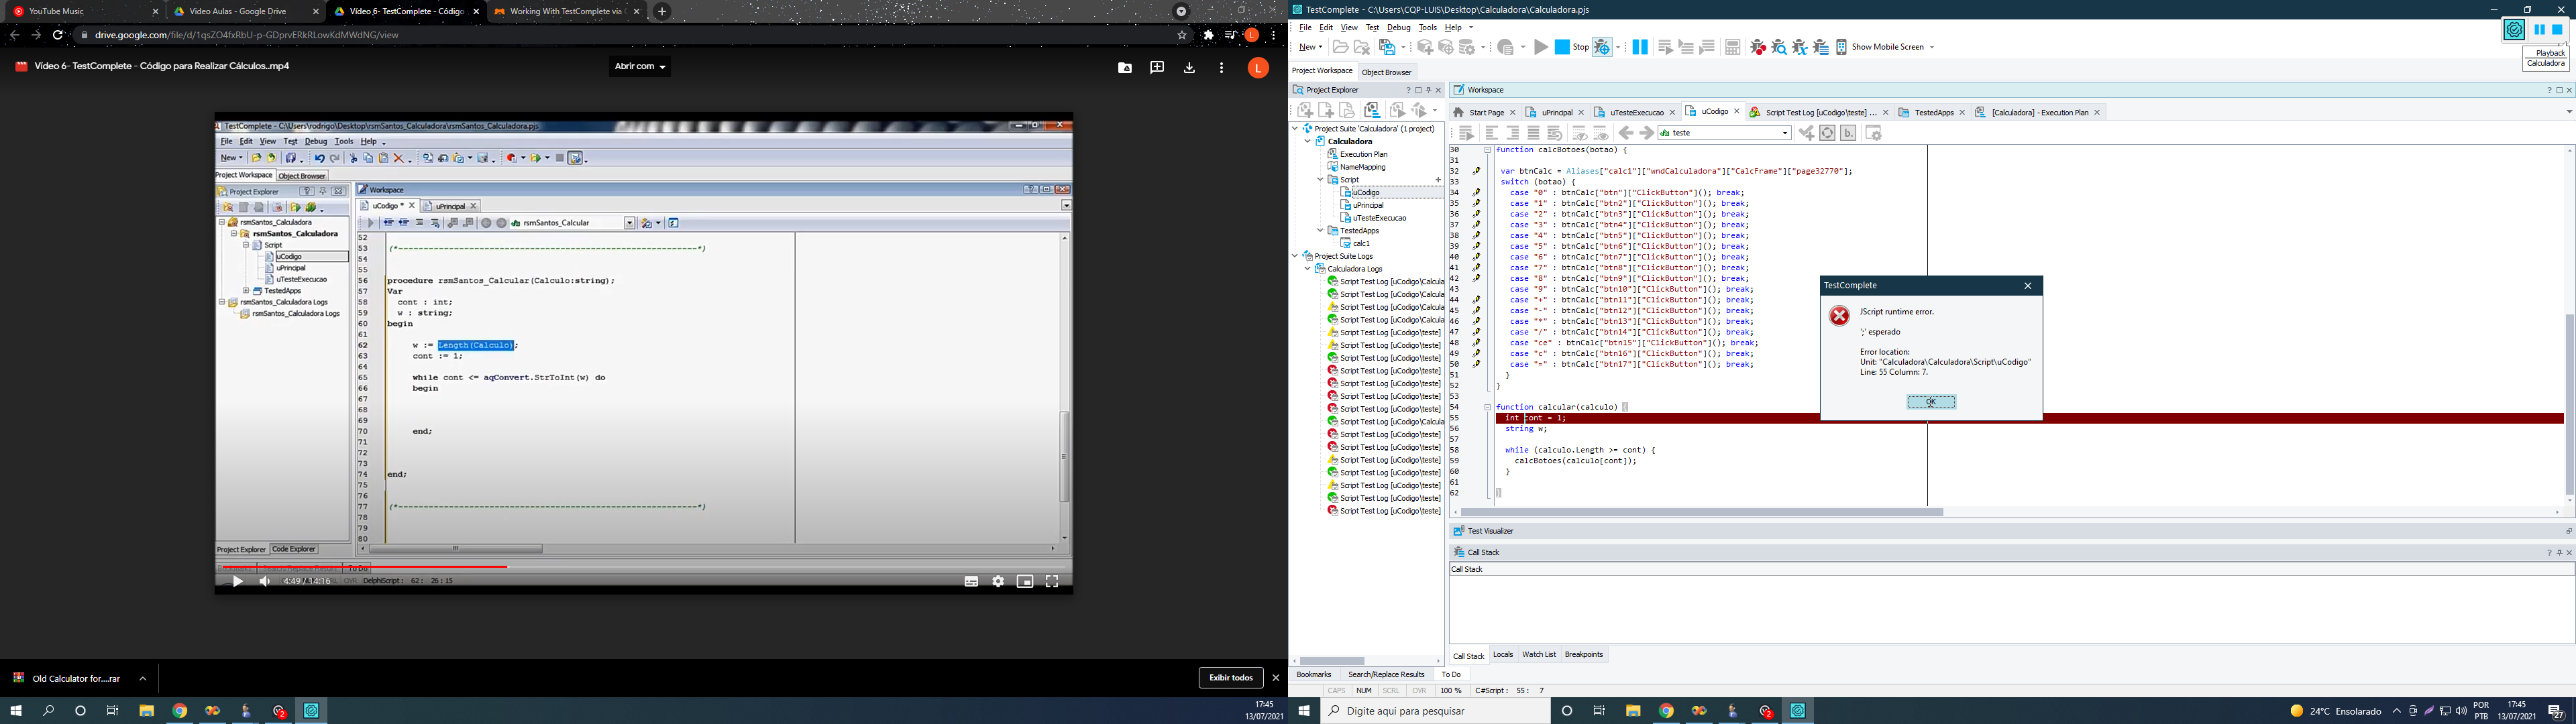 YouTube Music
Video Aulas - Google Drive
Vídeo 6- TestComplete - Código
Working With TestComplete via
drive.google.com/file/d/1qsZO4fxRbU-p-GDprvERkRLowKdMWdNG/view
Vídeo 6- TestComplete - Código para Realizar Cálculos..mp4
Abrir com
L
TestComplete - C:\Users\rodrigo\Desktop\rsmSantos_Calculadora\rsmSantos_Calculadora.pjs
File Edit View Test Debug Tools Help
New
Project Workspace Object Browser
Project Explorer
Workspace
uCodigo * uPrincipal
rsmSantos_Calcular
rsmSantos_Calculadora
rsmSantos_Calculadora
Script
uCodigo
uPrincipal
uTesteExecucao
TestedApps
rsmSantos_Calculadora Logs
rsmSantos_Calculadora Logs
52
53 (*----------------------------------------------------------*)
54
55
56 procedure rsmSantos_Calcular(Calculo:string);
57 Var
58 cont : int;
59 w : string;
60 begin
61
62 w := Length(Calculo);
63 cont := 1;
64
65 while cont <= aqConvert.StrToInt(w) do
66 begin
67
68
69
70 end;
71
72
73
74 end;
75
76
77 (*----------------------------------------------------------*)
78
79
80
Project Explorer Code Explorer
4:49 / 14:16
OVR DelphiScript : 62: 26 : 15
Old Calculator for....rar
Exibir todos
17:45
13/07/2021
TestComplete - C:\Users\CQP-LUIS\Desktop\Calculadora\Calculadora.pjs
File Edit View Test Debug Tools Help
New Stop Show Mobile Screen
Playback
Calculadora
Project Workspace Object Browser
Project Explorer
Workspace
Start Page uPrincipal uTesteExecucao uCodigo Script Test Log [uCodigo\teste] ... TestedApps [Calculadora] - Execution Plan
teste
Project Suite 'Calculadora' (1 project)
Calculadora
Execution Plan
NameMapping
Script
uCodigo
uPrincipal
uTesteExecucao
TestedApps
calc1
Project Suite Logs
Calculadora Logs
Script Test Log [uCodigo\Calcula
Script Test Log [uCodigo\Calcula
Script Test Log [uCodigo\Calcula
Script Test Log [uCodigo\Calcula
Script Test Log [uCodigo\teste]
Script Test Log [uCodigo\teste]
Script Test Log [uCodigo\teste]
Script Test Log [uCodigo\teste]
Script Test Log [uCodigo\teste]
Script Test Log [uCodigo\teste]
Script Test Log [uCodigo\teste]
Script Test Log [uCodigo\Calcula
Script Test Log [uCodigo\teste]
Script Test Log [uCodigo\teste]
Script Test Log [uCodigo\teste]
Script Test Log [uCodigo\teste]
Script Test Log [uCodigo\teste]
Script Test Log [uCodigo\teste]
Script Test Log [uCodigo\teste]
30 function calcBotoes(botao) {
31
32 var btnCalc = Aliases["calc1"]["wndCalculadora"]["CalcFrame"]["page32770"];
33 switch (botao) {
34 case "0" : btnCalc["btn"]["ClickButton"](); break;
35 case "1" : btnCalc["btn2"]["ClickButton"](); break;
36 case "2" : btnCalc["btn3"]["ClickButton"](); break;
37 case "3" : btnCalc["btn4"]["ClickButton"](); break;
38 case "4" : btnCalc["btn5"]["ClickButton"](); break;
39 case "5" : btnCalc["btn6"]["ClickButton"](); break;
40 case "6" : btnCalc["btn7"]["ClickButton"](); break;
41 case "7" : btnCalc["btn8"]["ClickButton"](); break;
42 case "8" : btnCalc["btn9"]["ClickButton"](); break;
43 case "9" : btnCalc["btn10"]["ClickButton"](); break;
44 case "+" : btnCalc["btn11"]["ClickButton"](); break;
45 case "-" : btnCalc["btn12"]["ClickButton"](); break;
46 case "*" : btnCalc["btn13"]["ClickButton"](); break;
47 case "/" : btnCalc["btn14"]["ClickButton"](); break;
48 case "ce" : btnCalc["btn15"]["ClickButton"](); break;
49 case "c" : btnCalc["btn16"]["ClickButton"](); break;
50 case "=" : btnCalc["btn17"]["ClickButton"](); break;
51 }
52 }
53
54 function calcular(calculo) {
55 int cont = 1;
56 string w;
57
58 while (calculo.Length >= cont) {
59 calcBotoes(calculo[cont]);
60 }
61
62 }
TestComplete
JScript runtime error.
';' esperado
Error location:
Unit: "Calculadora\Calculadora\Script\uCodigo"
Line: 55 Column: 7.
OK
Test Visualizer
Call Stack
Call Stack
Call Stack Locals Watch List Breakpoints
Bookmarks Search/Replace Results To Do
CAPS NUM SCRL OVR 100 % C#Script : 55 : 7
Digite aqui para pesquisar
24°C Ensolarado
POR
PTB
17:45
13/07/2021
27